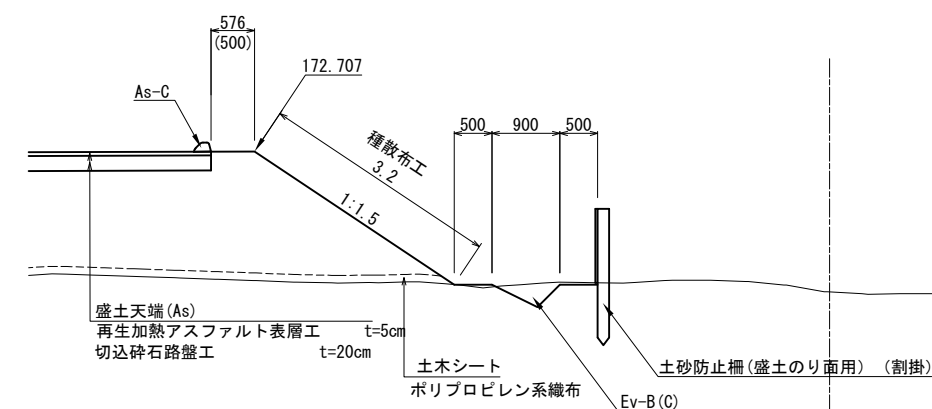 576
(500)
172.707
As-C
種散布工
3.2
1:1.5
500
900
500
盛土天端(As)
再生加熱アスファルト表層工 t=5cm
切込砕石路盤工 t=20cm
土木シート
ポリプロピレン系織布
土砂防止柵(盛土のり面用) (割掛)
Ev-B(C)